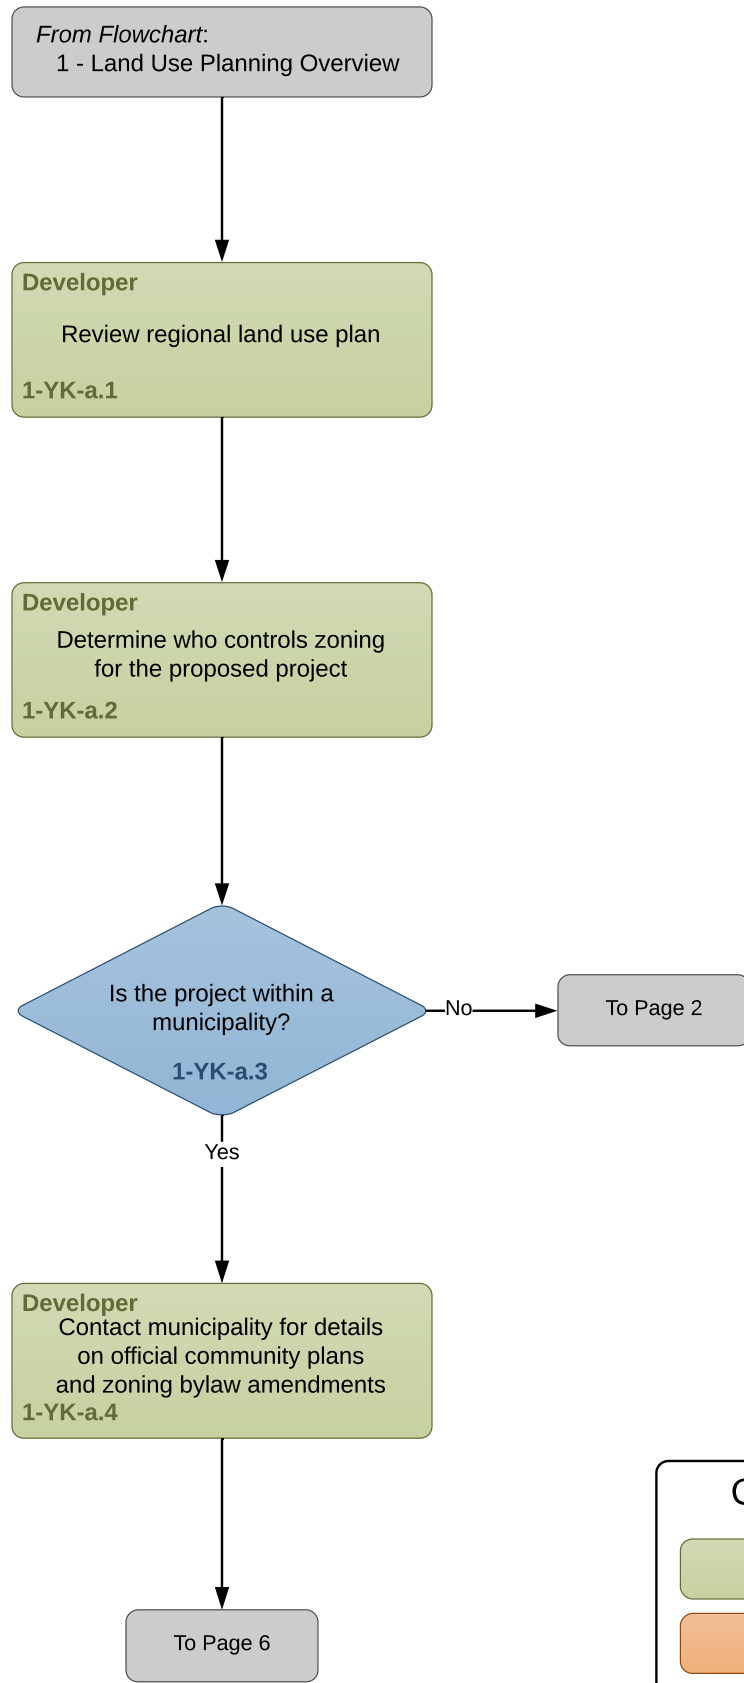 From Flowchart:
1 - Land Use Planning Overview
Developer
Review regional land use plan
1-YK-a.1
Developer
Determine who controls zoning
for the proposed project
1-YK-a.2
Is the project within a
municipality?
1-YK-a.3
No
To Page 2
Yes
Developer
Contact municipality for details
on official community plans
and zoning bylaw amendments
1-YK-a.4
To Page 6